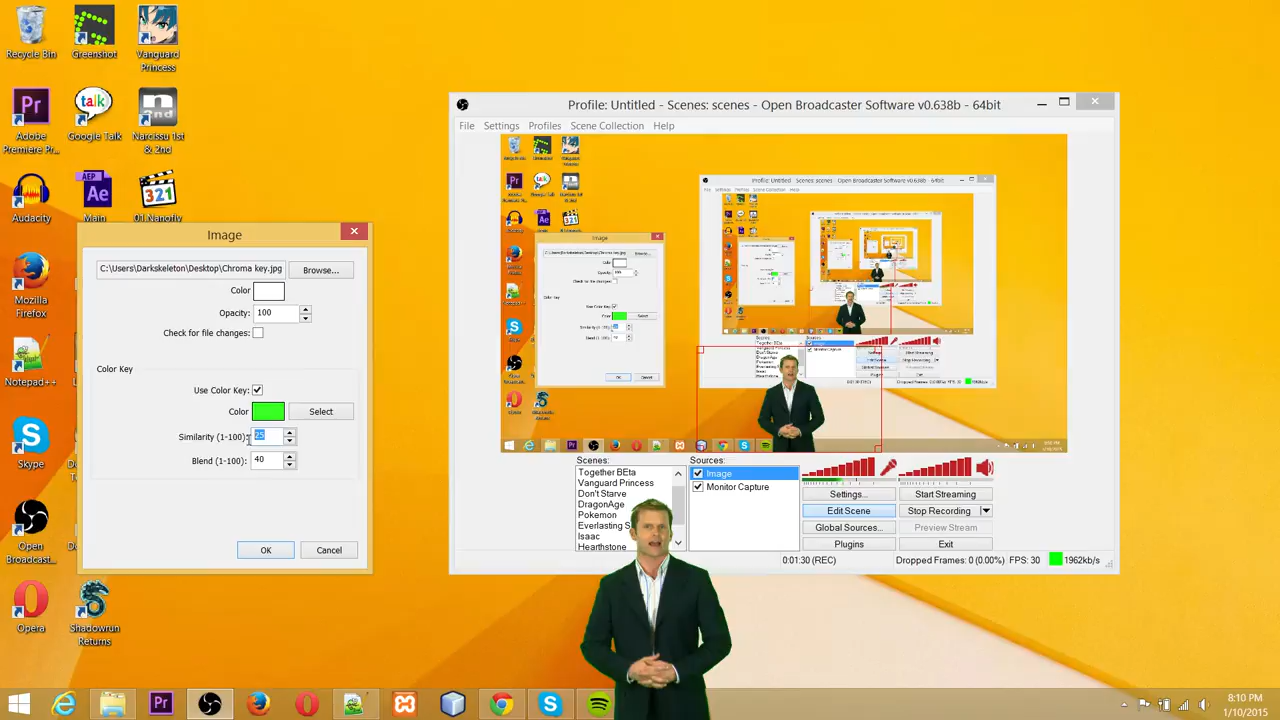 Recycle Bin
Greenshot
Vanguard
Princess
Adobe
Premiere Pr...
talk
Google Talk
Narcissu 1st
& 2nd
Audacity
AEP
Main
321
01.Nanofly
Mozilla
Firefox
Notepad++
Skype
Open
Broadcast...
Opera
Shadowrun
Returns
Image
C:\Users\Darkskeleton\Desktop\Chroma key.jpg
Browse...
Color
Opacity:
100
Check for file changes:
Color Key
Use Color Key:
Color
Select
Similarity (1-100):
25
Blend (1-100):
40
OK
Cancel
Profile: Untitled - Scenes: scenes - Open Broadcaster Software v0.638b - 64bit
File
Settings
Profiles
Scene Collection
Help
Scenes:
Together BEta
Vanguard Princess
Don't Starve
DragonAge
Pokemon
Everlasting S
Isaac
Hearthstone
Sources:
Image
Monitor Capture
Settings...
Start Streaming
Edit Scene
Stop Recording
Global Sources...
Preview Stream
Plugins
Exit
0:01:30 (REC)
Dropped Frames: 0 (0.00%)
FPS: 30
1962kb/s
8:10 PM
1/10/2015